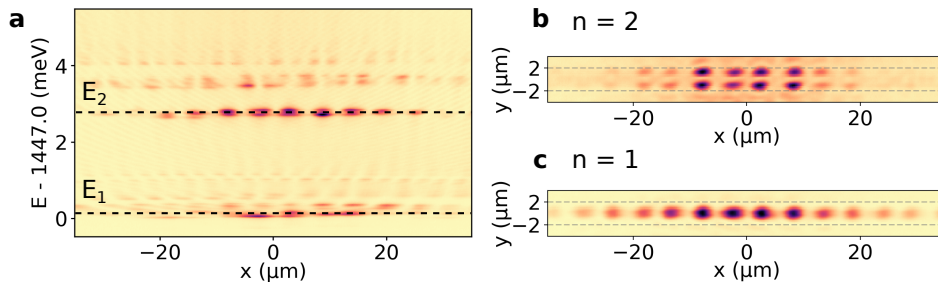 a
E - 1447.0 (meV)
4
2
0
E₂
E₁
−20
0
20
x (μm)
b n = 2
y (μm)
2
−2
−20
0
20
x (μm)
c n = 1
y (μm)
2
−2
−20
0
20
x (μm)